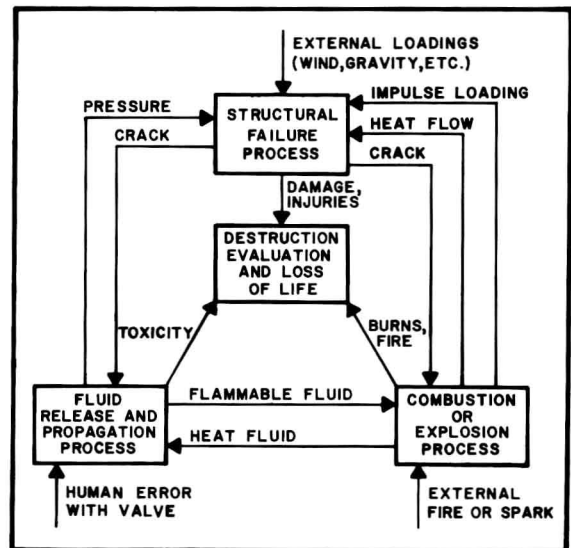 EXTERNAL LOADINGS
(WIND,GRAVITY,ETC.)
PRESSURE
IMPULSE LOADING
STRUCTURAL
FAILURE
PROCESS
CRACK
HEAT FLOW
CRACK
DAMAGE,
INJURIES
DESTRUCTION
EVALUATION
AND LOSS
OF LIFE
TOXICITY
BURNS,
FIRE
FLUID
RELEASE AND
PROPAGATION
PROCESS
FLAMMABLE FLUID
HEAT FLUID
COMBUSTION
OR
EXPLOSION
PROCESS
HUMAN ERROR
WITH VALVE
EXTERNAL
FIRE OR SPARK